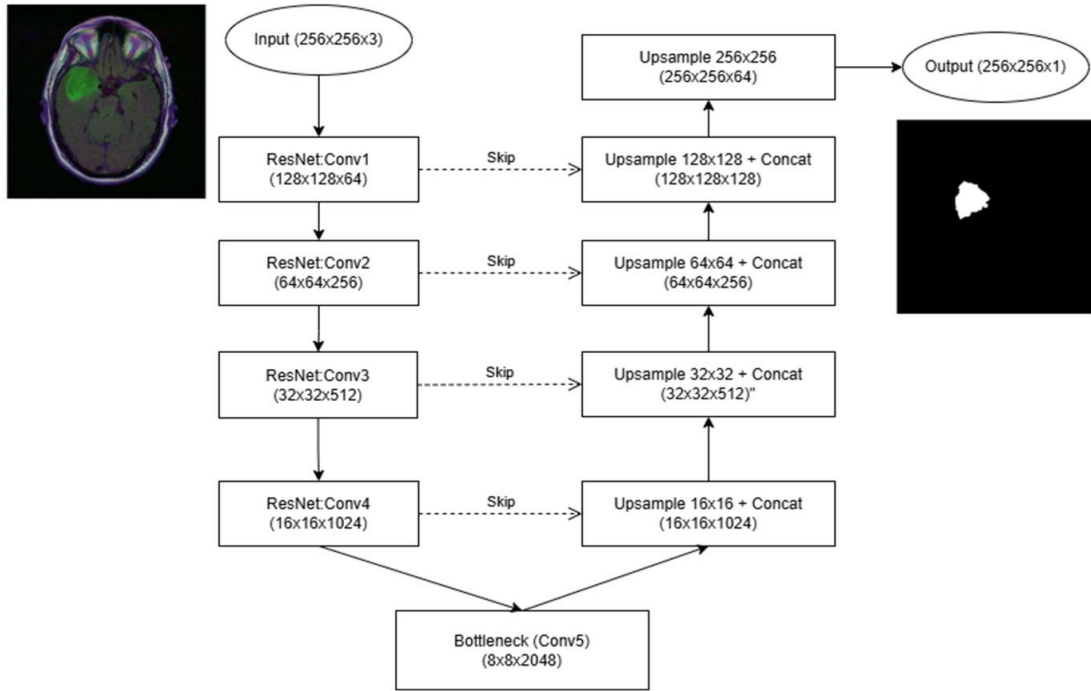 Input (256x256x3)
ResNet:Conv1
(128x128x64)
ResNet:Conv2
(64x64x256)
ResNet:Conv3
(32x32x512)
ResNet:Conv4
(16x16x1024)
Bottleneck (Conv5)
(8x8x2048)
Skip
Skip
Skip
Skip
Upsample 256x256
(256x256x64)
Upsample 128x128 + Concat
(128x128x128)
Upsample 64x64 + Concat
(64x64x256)
Upsample 32x32 + Concat
(32x32x512)"
Upsample 16x16 + Concat
(16x16x1024)
Output (256x256x1)